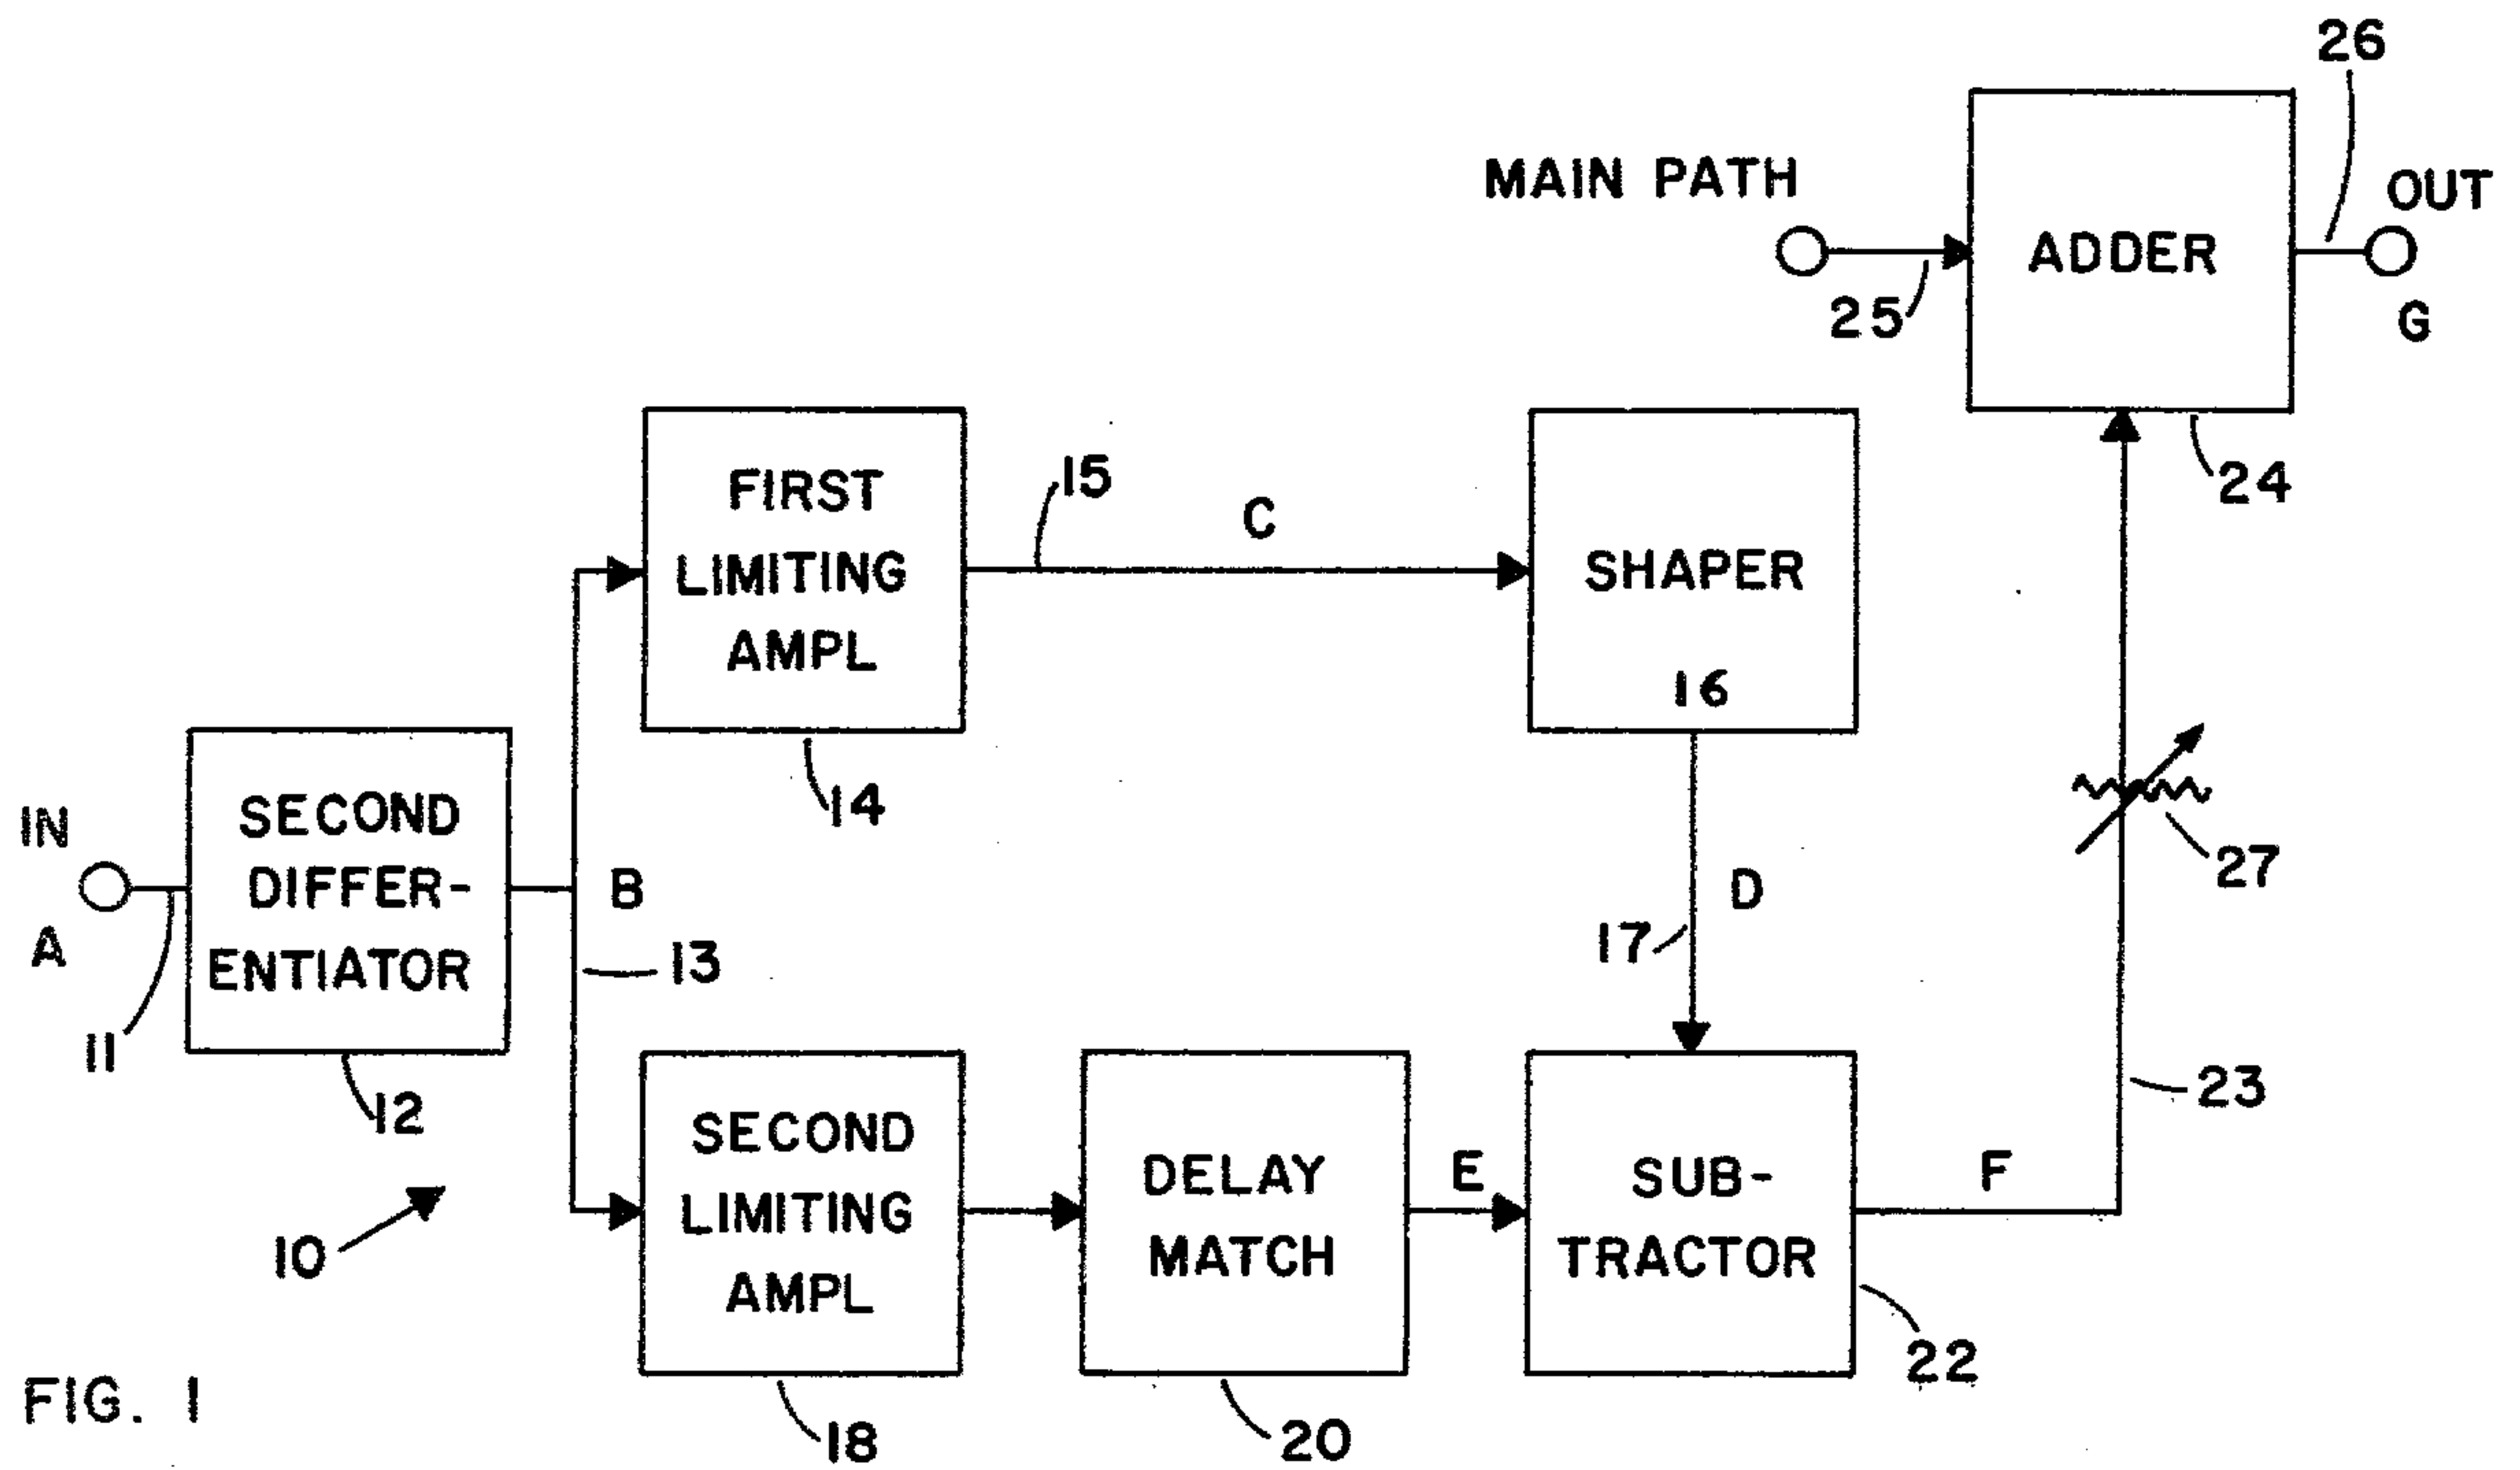 26
MAIN PATH
OUT
ADDER
25
G
FIRST
LIMITING
AMPL
15
C
SHAPER
16
24
14
IN
A
SECOND
DIFFER-
ENTIATOR
B
13
11
12
17
D
27
23
10
SECOND
LIMITING
AMPL
DELAY
MATCH
E
SUB-
TRACTOR
F
22
18
20
FIG. 1